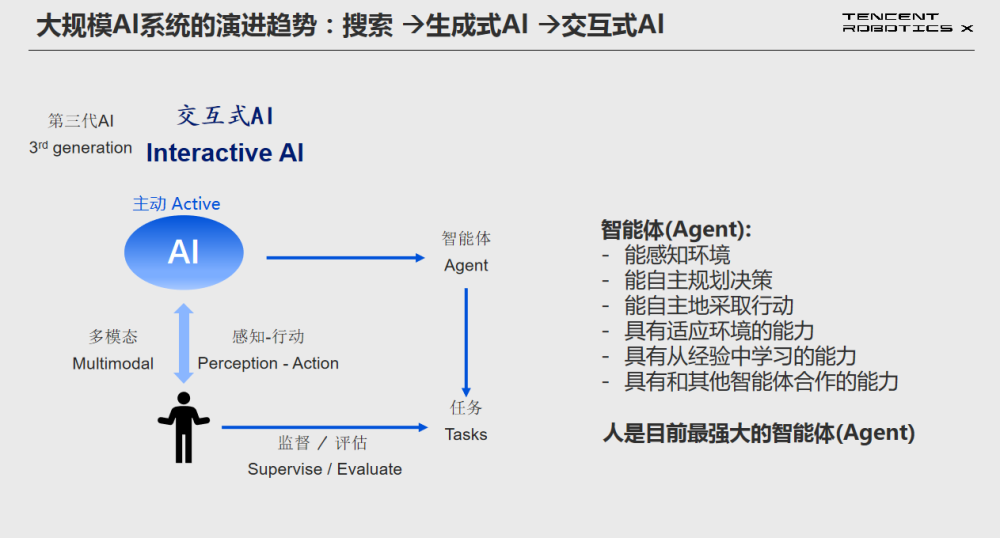 大规模AI系统的演进趋势：搜索 →生成式AI →交互式AI
TENCENT
ROBOTICS X
第三代AI
3rd generation
交互式AI
Interactive AI
主动 Active
AI
智能体
Agent
多模态
Multimodal
感知-行动
Perception - Action
任务
Tasks
监督 / 评估
Supervise / Evaluate
智能体(Agent):
- 能感知环境
- 能自主规划决策
- 能自主地采取行动
- 具有适应环境的能力
- 具有从经验中学习的能力
- 具有和其他智能体合作的能力
人是目前最强大的智能体(Agent)